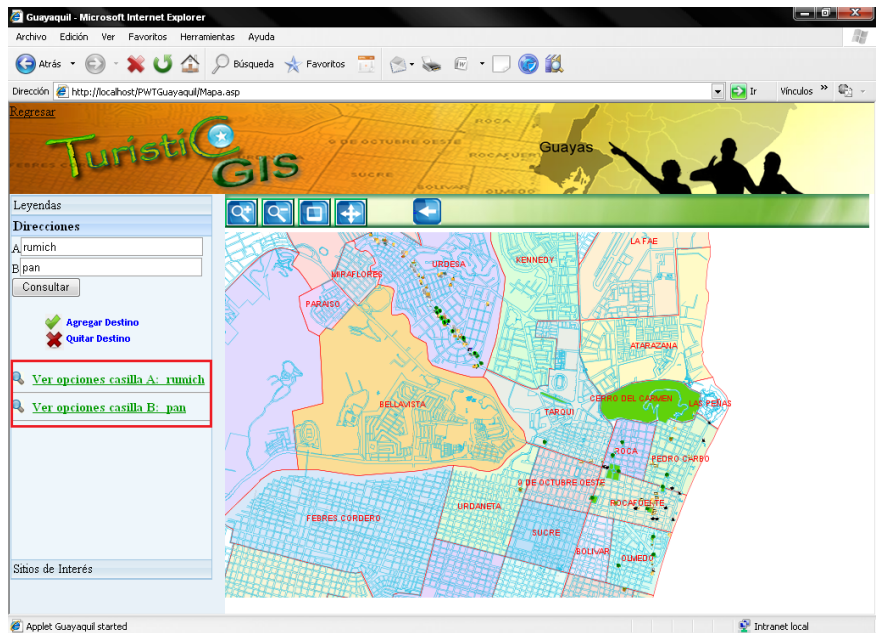 Guayaquil - Microsoft Internet Explorer
Archivo Edición Ver Favoritos Herramientas Ayuda
Atrás Búsqueda Favoritos
Dirección http://localhost/PWTGuayaquil/Mapa.asp Ir Vínculos »
Regresar
Turistic GIS
ROCA
9 DE OCTUBRE OESTE
FEBRES CO
ROCAFUER
SUCRE
BOLIVAR
OLMEDO
Guayas
Leyendas
Direcciones
A rumich
B pan
Consultar
Agregar Destino
Quitar Destino
Ver opciones casilla A: rumich
Ver opciones casilla B: pan
Sitios de Interés
LA FAE
KENNEDY
URDESA
MIRAFLORES
PARAISO
ATARAZANA
BELLAVISTA
CERRO DEL CARMEN
LAS PEÑAS
TARQUI
ROCA
PEDRO CARBO
9 DE OCTUBRE OESTE
ROCAFUERTE
URDANETA
FEBRES CORDERO
SUCRE
BOLIVAR
OLMEDO
Applet Guayaquil started
Intranet local